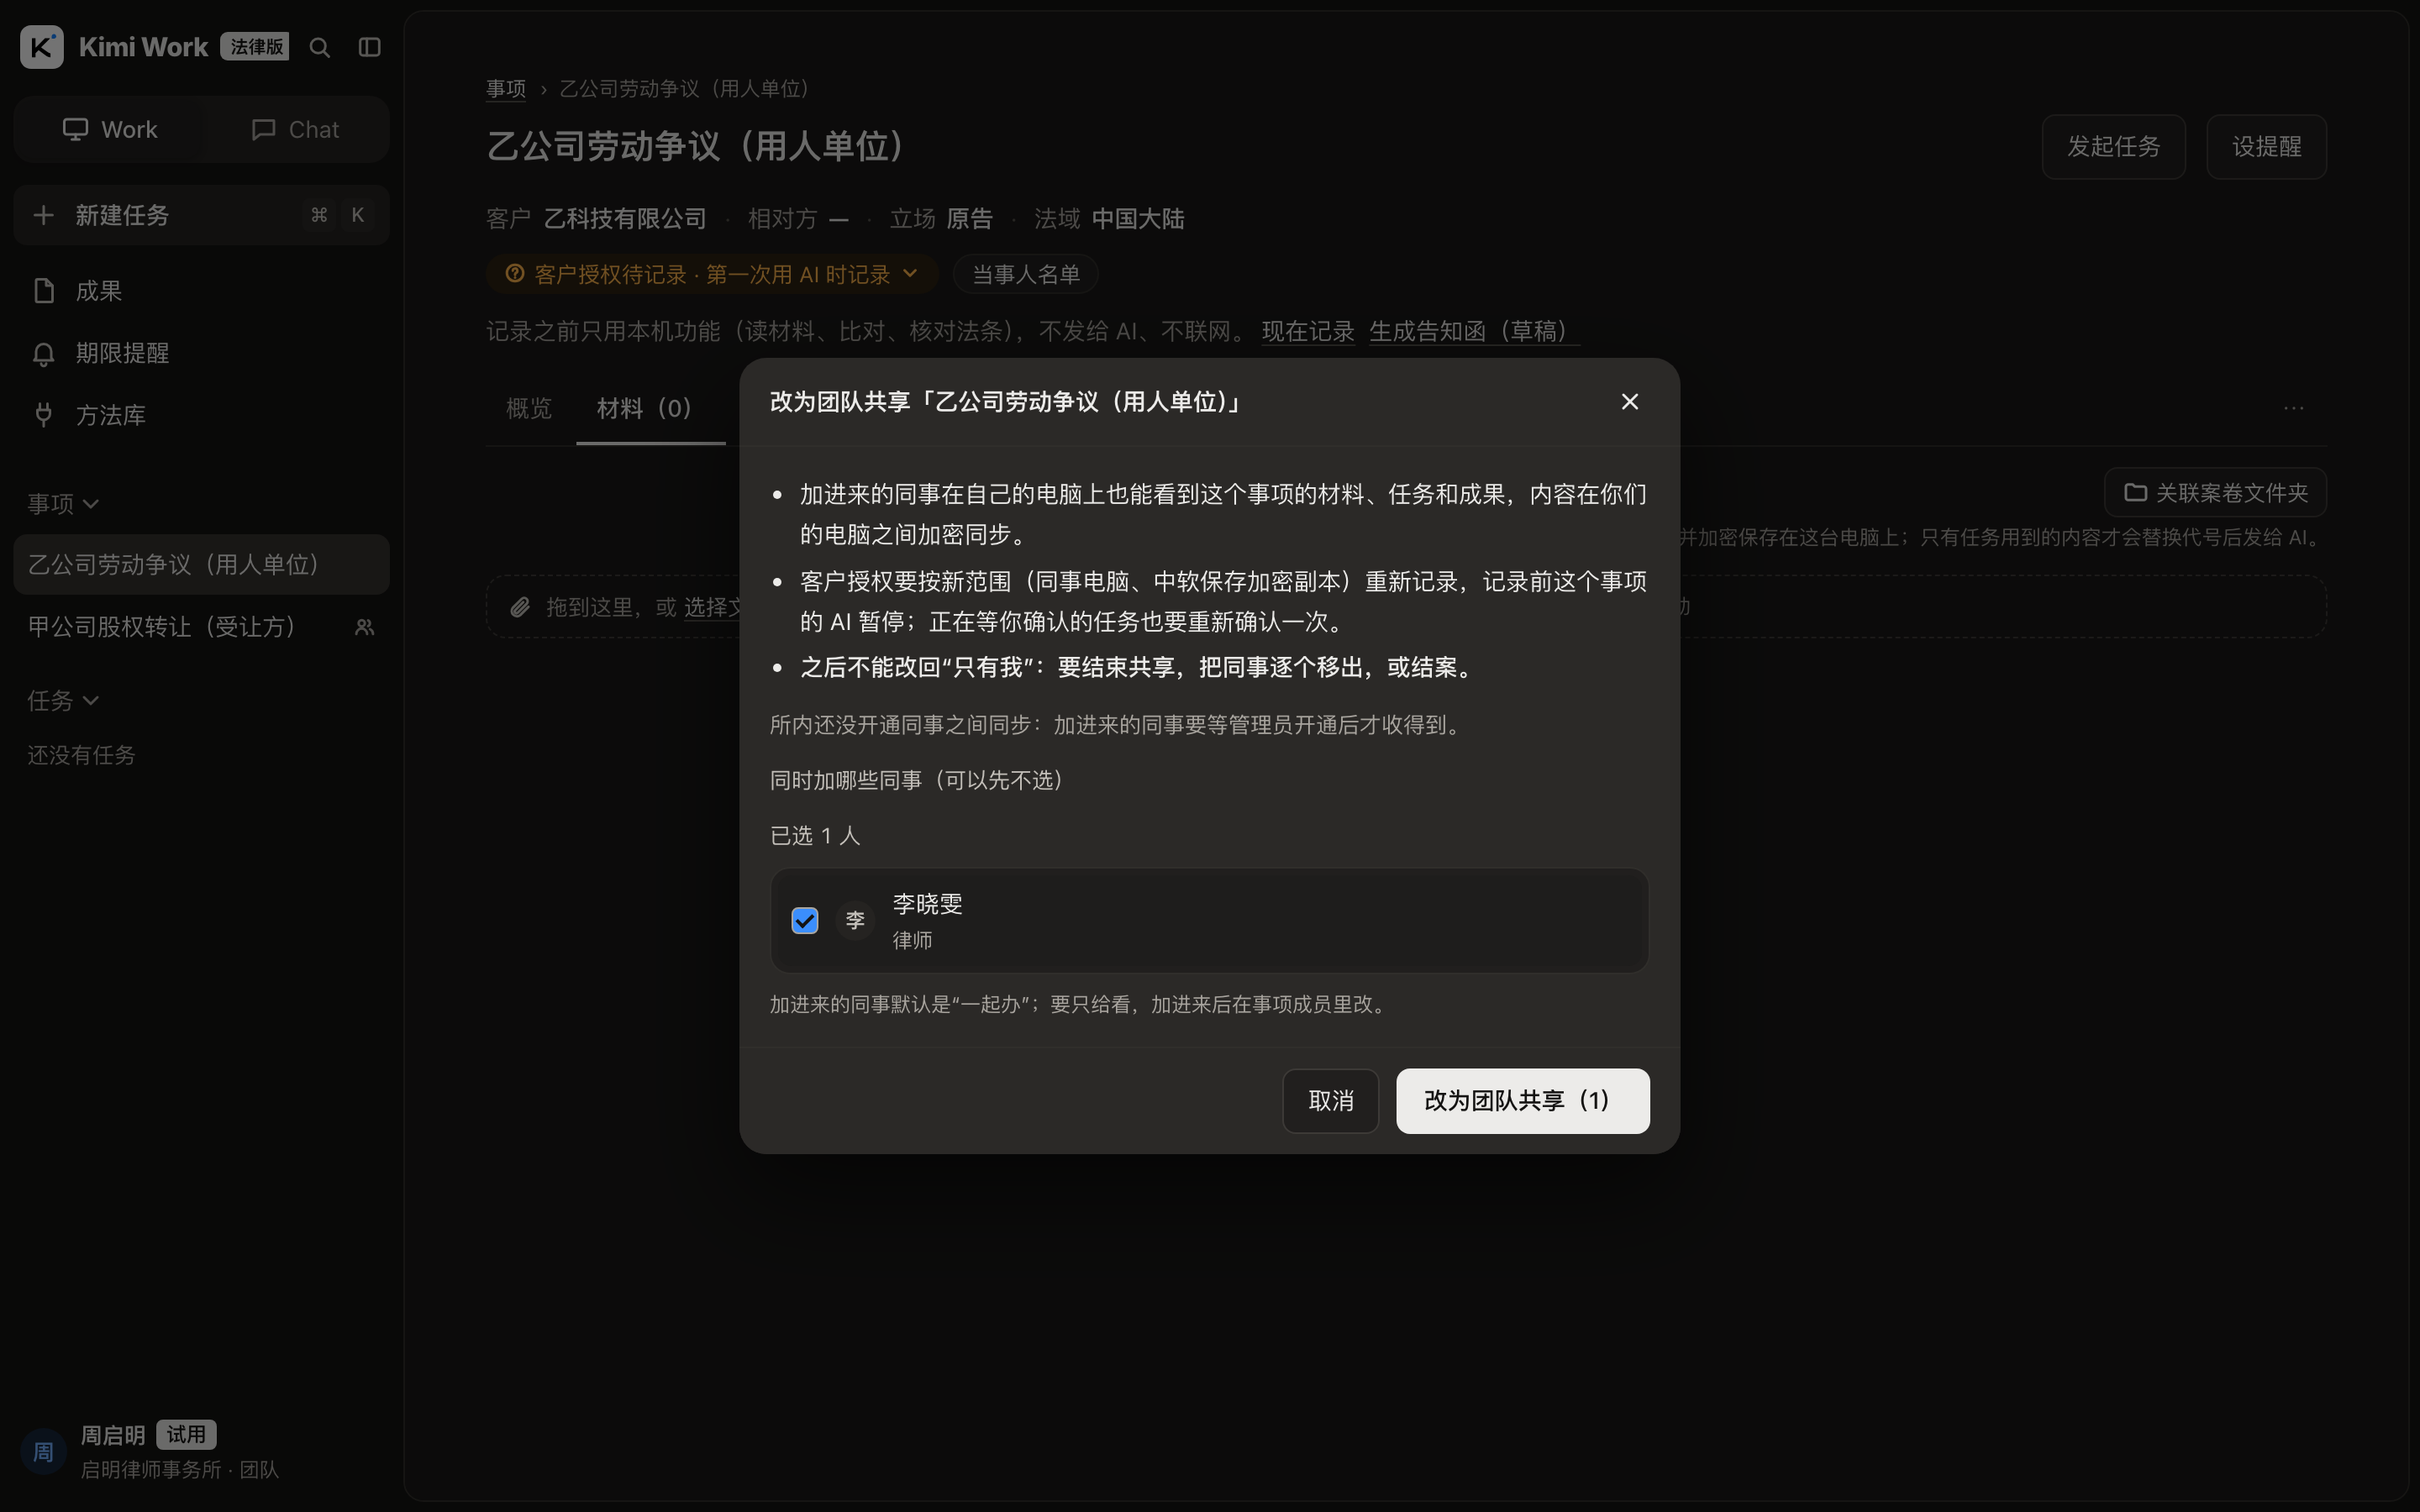 Kimi Work 法律版
Work
Chat
新建任务 ⌘ K
成果
期限提醒
方法库
事项
乙公司劳动争议（用人单位）
甲公司股权转让（受让方）
任务
还没有任务
周 周启明 试用
启明律师事务所 · 团队
事项 › 乙公司劳动争议（用人单位）
乙公司劳动争议（用人单位）
发起任务
设提醒
客户 乙科技有限公司 · 相对方 — · 立场 原告 · 法域 中国大陆
客户授权待记录 · 第一次用 AI 时记录
当事人名单
记录之前只用本机功能（读材料、比对、核对法条），不发给 AI、不联网。 现在记录 生成告知函（草稿）
概览
材料（0）
…
关联案卷文件夹
并加密保存在这台电脑上；只有任务用到的内容才会替换代号后发给 AI。
拖到这里，或 选择文
改为团队共享「乙公司劳动争议（用人单位）」
• 加进来的同事在自己的电脑上也能看到这个事项的材料、任务和成果，内容在你们
的电脑之间加密同步。
• 客户授权要按新范围（同事电脑、中软保存加密副本）重新记录，记录前这个事项
的 AI 暂停；正在等你确认的任务也要重新确认一次。
• 之后不能改回“只有我”：要结束共享，把同事逐个移出，或结案。
所内还没开通同事之间同步：加进来的同事要等管理员开通后才收得到。
同时加哪些同事（可以先不选）
已选 1 人
李 李晓雯
律师
加进来的同事默认是“一起办”；要只给看，加进来后在事项成员里改。
取消
改为团队共享（1）